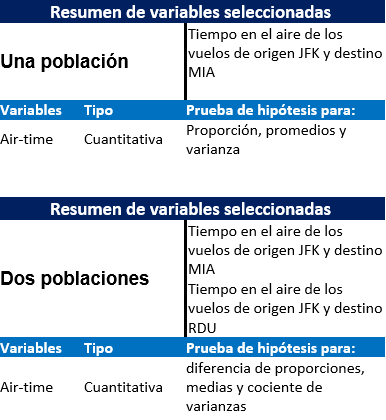 Resumen de variables seleccionadas
Una población
Tiempo en el aire de los
vuelos de origen JFK y destino
MIA
Variables Tipo Prueba de hipótesis para:
Air-time Cuantitativa Proporción, promedios y
varianza
Resumen de variables seleccionadas
Dos poblaciones
Tiempo en el aire de los
vuelos de origen JFK y destino
MIA
Tiempo en el aire de los
vuelos de origen JFK y destino
RDU
Variables Tipo Prueba de hipótesis para:
Air-time Cuantitativa diferencia de proporciones,
medias y cociente de
varianzas